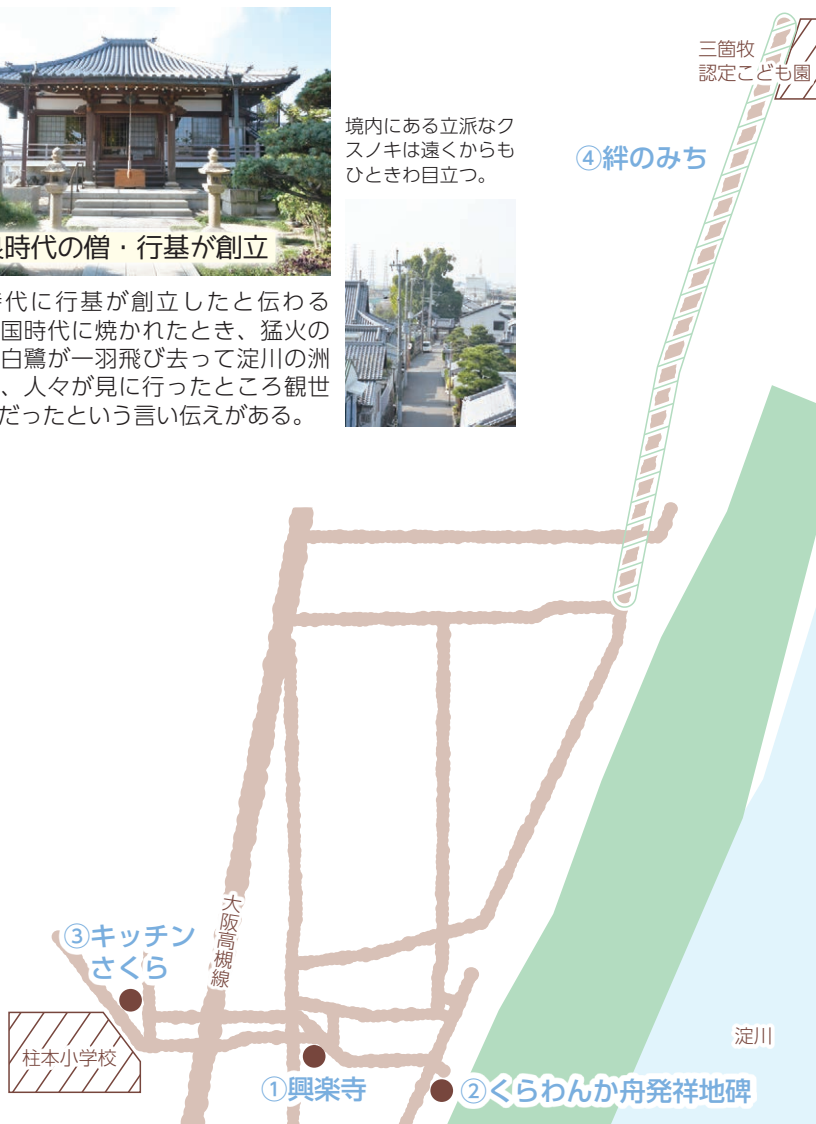 良時代の僧・行基が創立
時代に行基が創立したと伝わる
国時代に焼かれたとき、猛火の
白鷺が一羽飛び去って淀川の洲
、人々が見に行ったところ観世
だったという言い伝えがある。
境内にある立派なク
スノキは遠くからも
ひときわ目立つ。
三箇牧
認定こども園
④絆のみち
大阪高槻線
③キッチン
さくら
柱本小学校
①興楽寺
②くらわんか舟発祥地碑
淀川